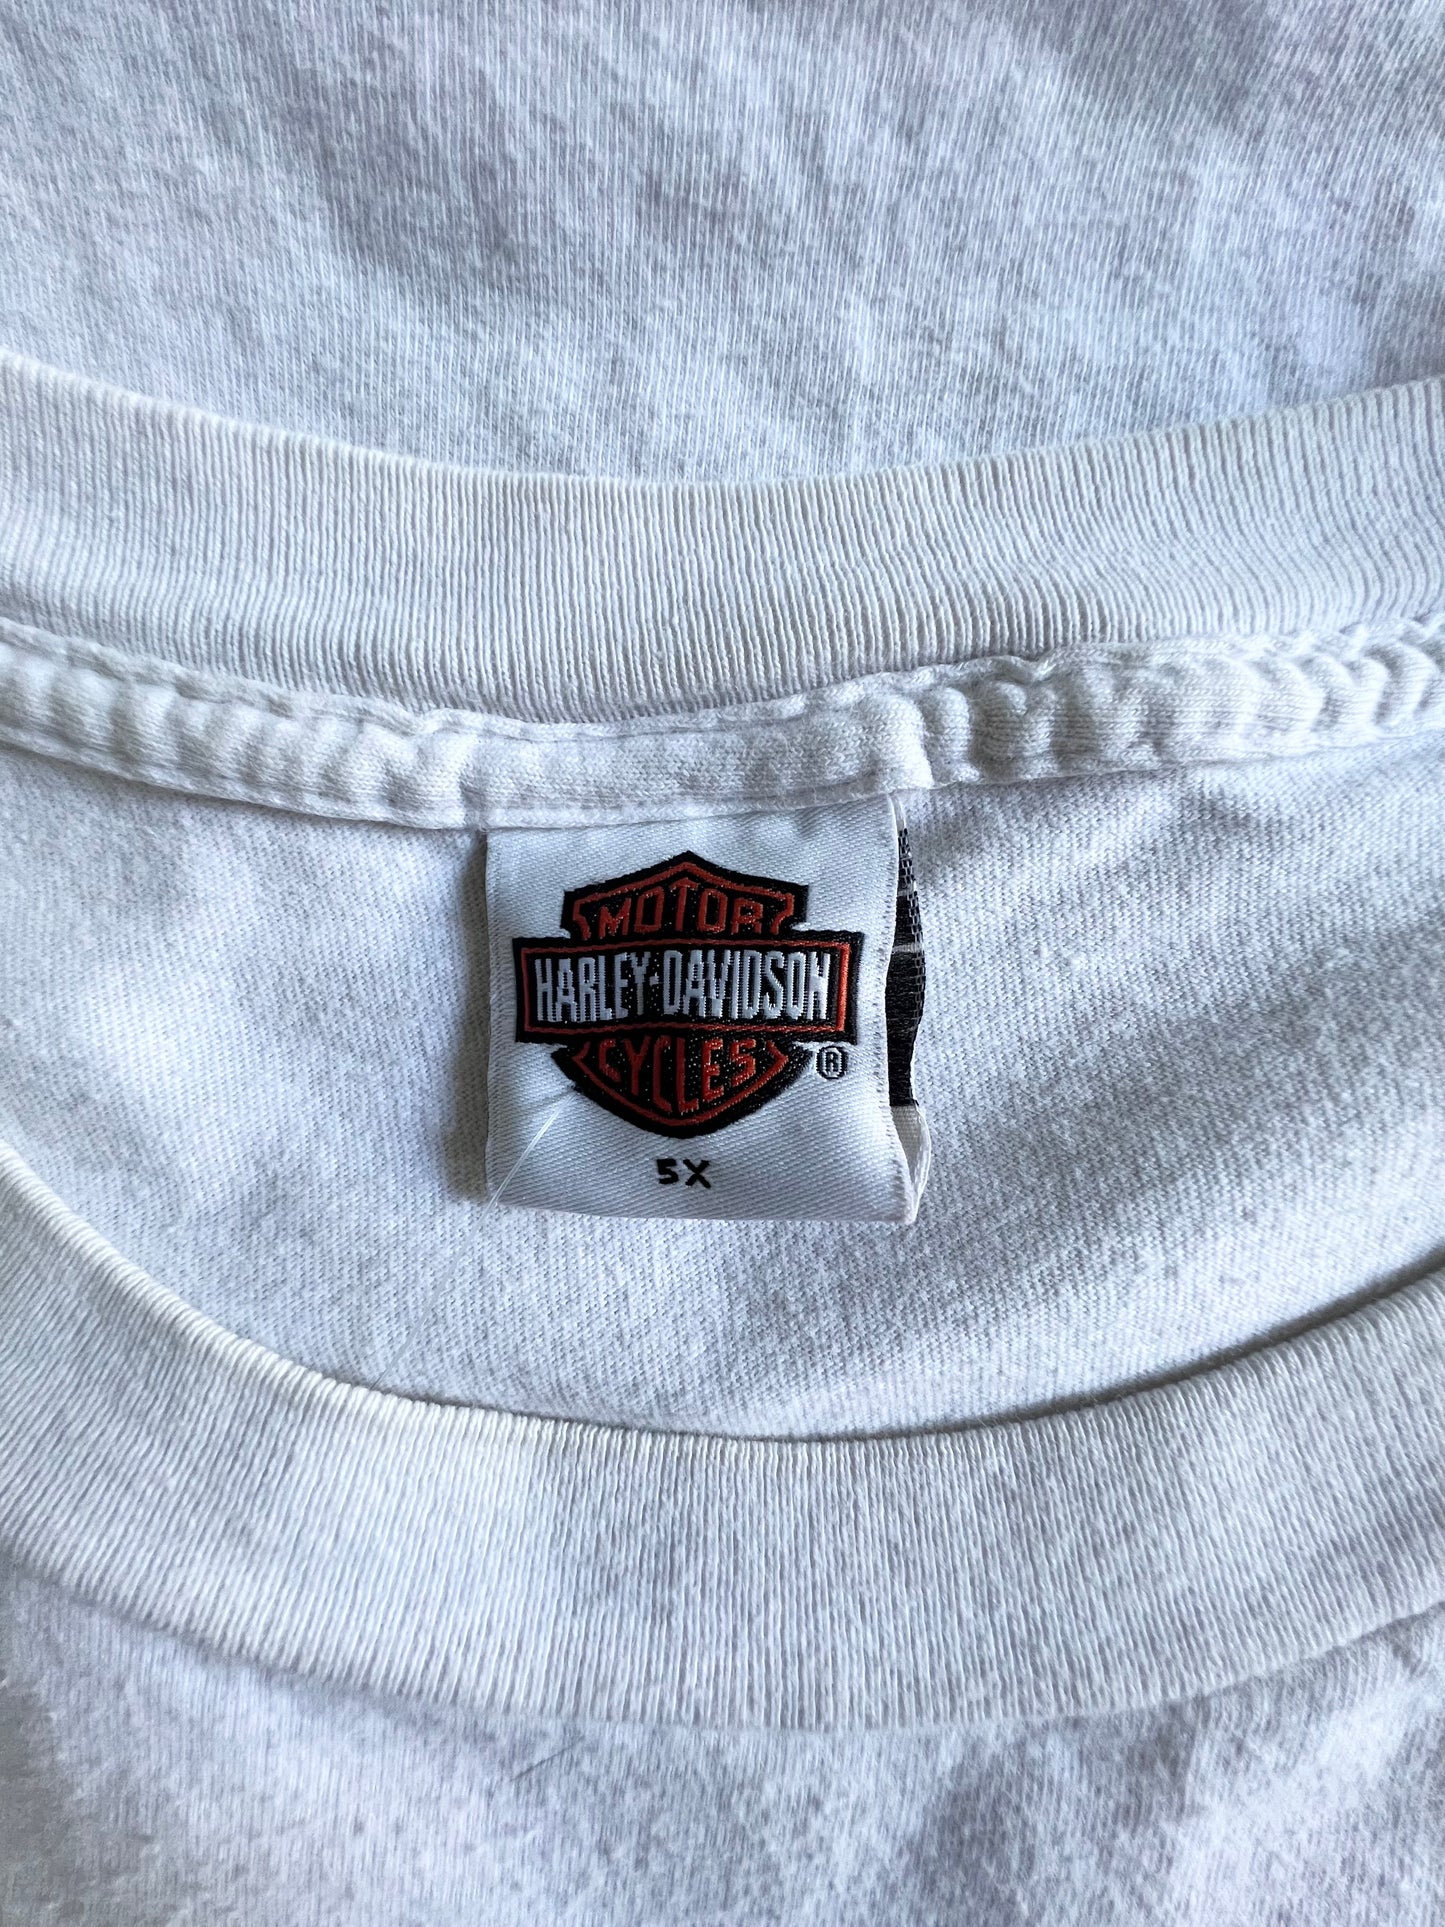 MOTOR
HARLEY-DAVIDSON
CYCLES
®
5X